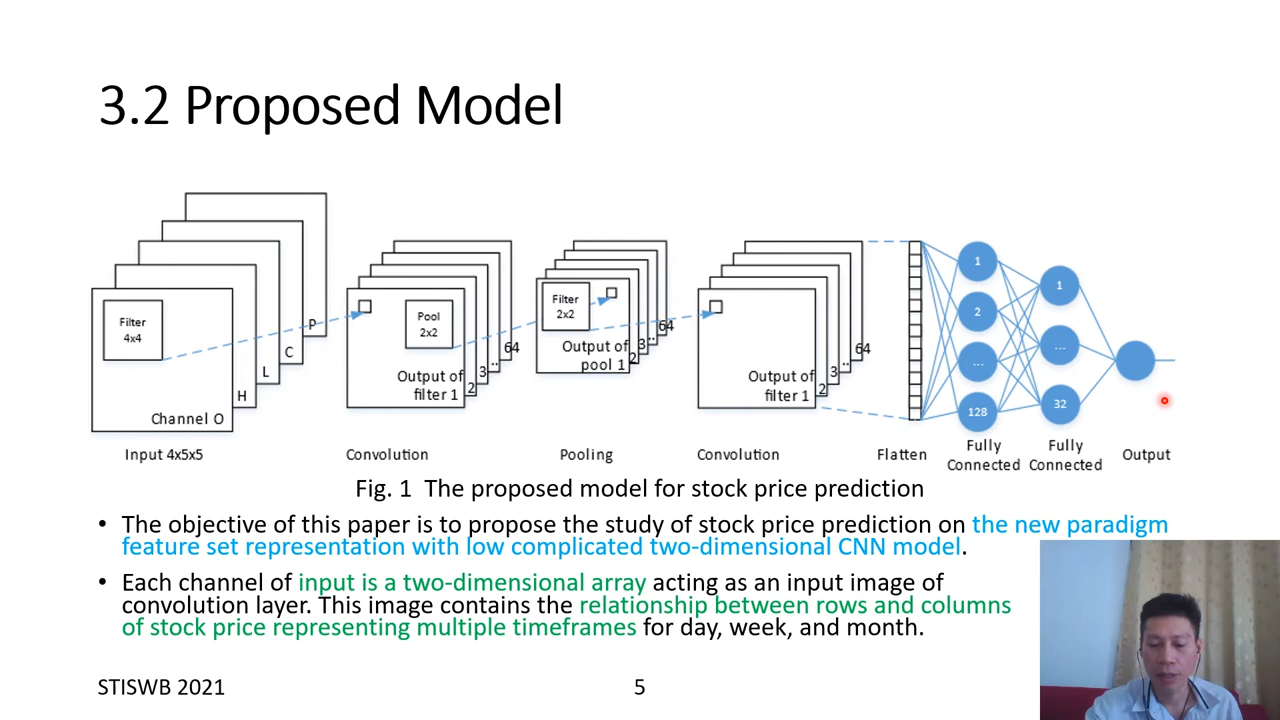 3.2 Proposed Model
P
C
L
H
Channel O
Filter
4x4
Input 4x5x5
Pool
2x2
64
..
3
2
Output of
filter 1
Convolution
Filter
2x2
64
..
3
2
Output of
pool 1
Pooling
64
..
3
2
Output of
filter 1
Convolution
Flatten
1
2
...
128
Fully
Connected
1
...
32
Fully
Connected
Output
Fig. 1 The proposed model for stock price prediction
• The objective of this paper is to propose the study of stock price prediction on the new paradigm
feature set representation with low complicated two-dimensional CNN model.
• Each channel of input is a two-dimensional array acting as an input image of
convolution layer. This image contains the relationship between rows and columns
of stock price representing multiple timeframes for day, week, and month.
STISWB 2021
5